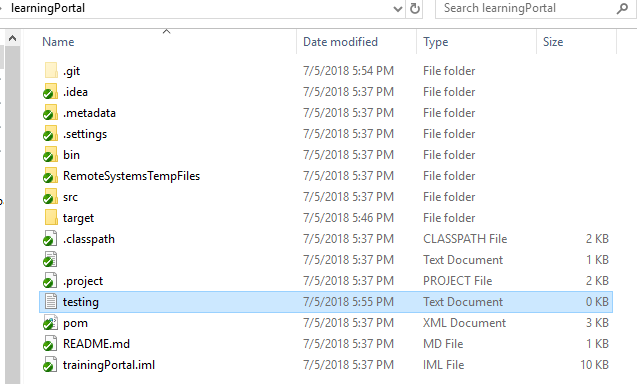 learningPortal Search learningPortal
Name Date modified Type Size
.git 7/5/2018 5:54 PM File folder
.idea 7/5/2018 5:37 PM File folder
.metadata 7/5/2018 5:37 PM File folder
.settings 7/5/2018 5:37 PM File folder
bin 7/5/2018 5:37 PM File folder
RemoteSystemsTempFiles 7/5/2018 5:37 PM File folder
src 7/5/2018 5:37 PM File folder
target 7/5/2018 5:46 PM File folder
.classpath 7/5/2018 5:37 PM CLASSPATH File 2 KB
7/5/2018 5:37 PM Text Document 1 KB
.project 7/5/2018 5:37 PM PROJECT File 2 KB
testing 7/5/2018 5:55 PM Text Document 0 KB
pom 7/5/2018 5:37 PM XML Document 3 KB
README.md 7/5/2018 5:37 PM MD File 1 KB
trainingPortal.iml 7/5/2018 5:37 PM IML File 10 KB